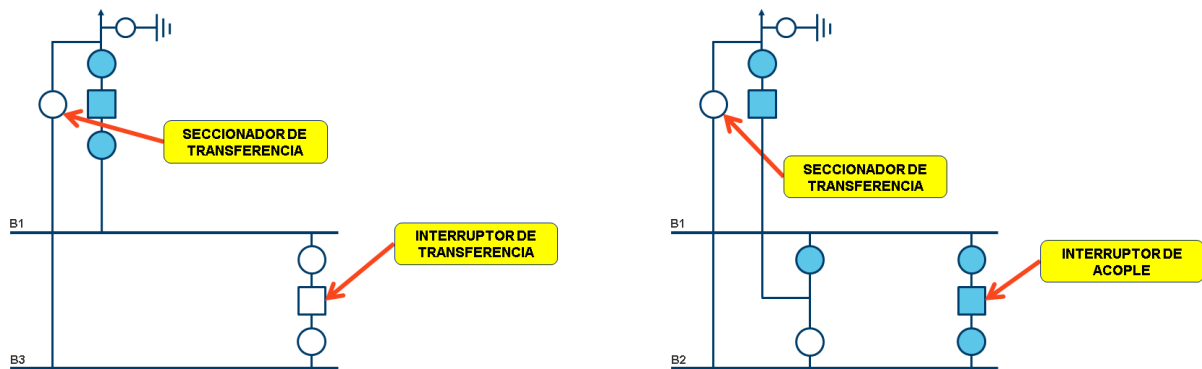 SECCIONADOR DE
TRANSFERENCIA
B1
INTERRUPTOR DE
TRANSFERENCIA
B3
SECCIONADOR DE
TRANSFERENCIA
B1
INTERRUPTOR DE
ACOPLE
B2